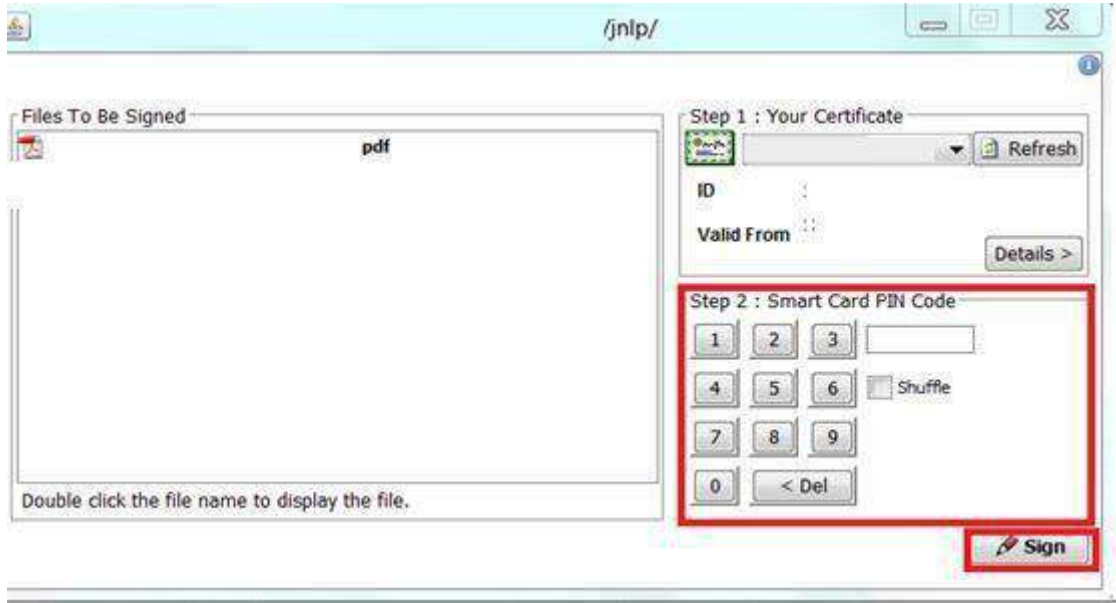 /jnlp/
Files To Be Signed
pdf
Double click the file name to display the file.
Step 1 : Your Certificate
Refresh
ID :
Valid From ::
Details >
Step 2 : Smart Card PIN Code
1 2 3
4 5 6 Shuffle
7 8 9
0 < Del
Sign